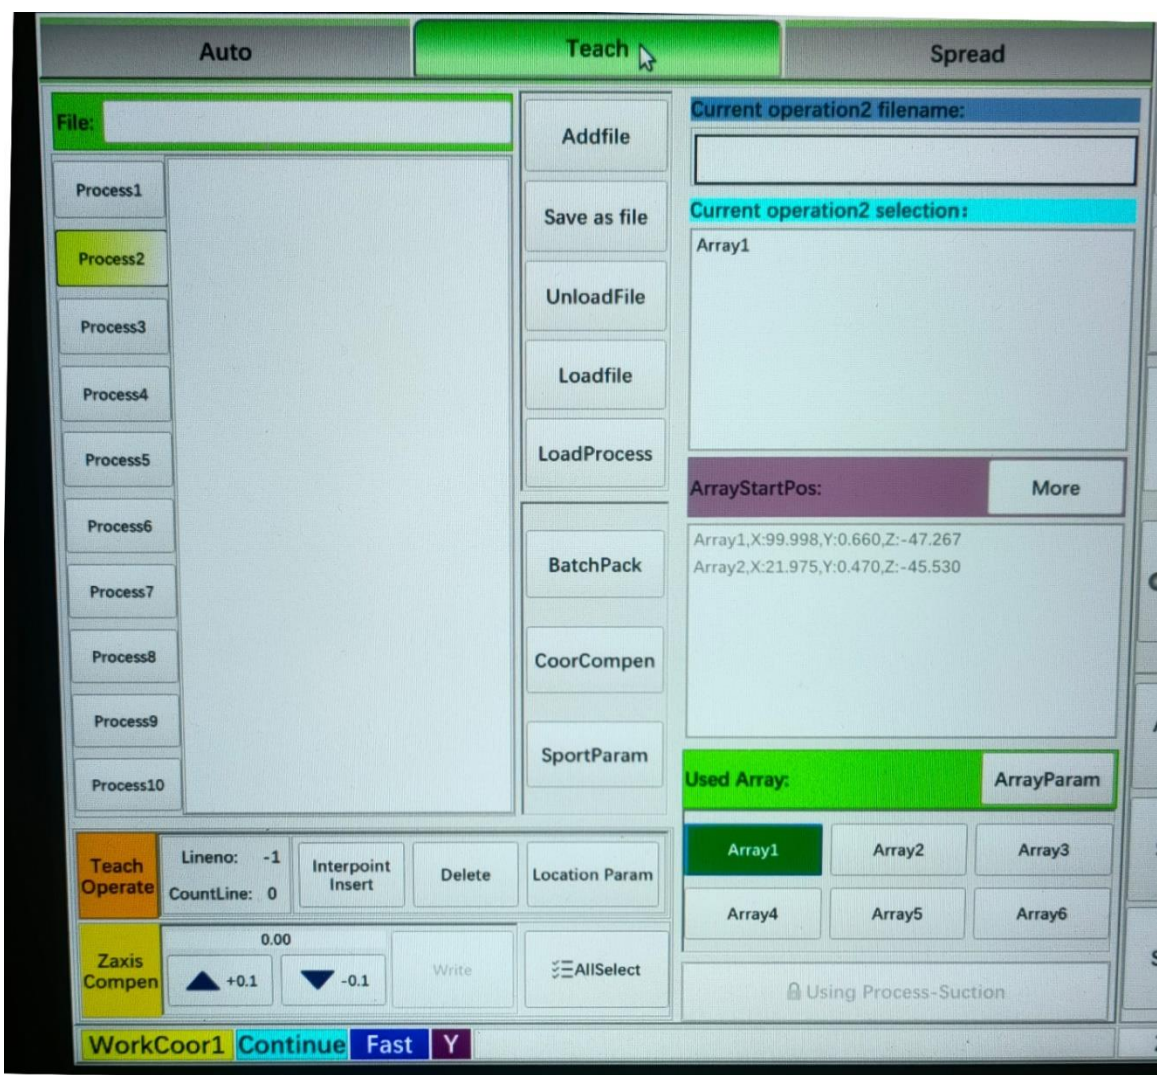 Auto
Teach
Spread
File:
Process1
Process2
Process3
Process4
Process5
Process6
Process7
Process8
Process9
Process10
Addfile
Save as file
UnloadFile
Loadfile
LoadProcess
BatchPack
CoorCompen
SportParam
Current operation2 filename:
Current operation2 selection:
Array1
ArrayStartPos:
More
Array1,X:99.998,Y:0.660,Z:-47.267
Array2,X:21.975,Y:0.470,Z:-45.530
Used Array:
ArrayParam
Array1
Array2
Array3
Array4
Array5
Array6
Using Process-Suction
Teach
Operate
Lineno: -1
CountLine: 0
Interpoint
Insert
Delete
Location Param
Zaxis
Compen
0.00
+0.1
-0.1
Write
AllSelect
WorkCoor1 Continue Fast Y